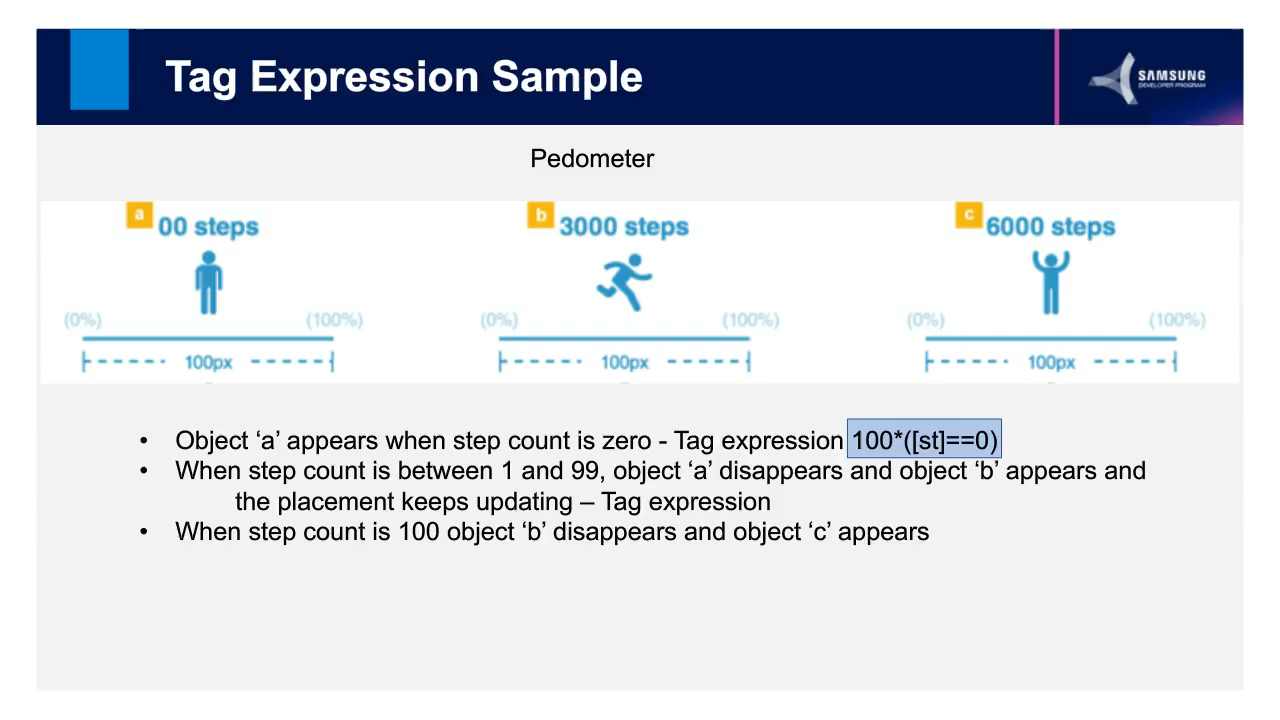 Tag Expression Sample
SAMSUNG
DEVELOPER PROGRAM
Pedometer
a 00 steps
b 3000 steps
c 6000 steps
(0%) (100%) (0%) (100%) (0%) (100%)
100px 100px 100px
• Object ‘a’ appears when step count is zero - Tag expression 100*([st]==0)
• When step count is between 1 and 99, object ‘a’ disappears and object ‘b’ appears and
the placement keeps updating – Tag expression
• When step count is 100 object ‘b’ disappears and object ‘c’ appears